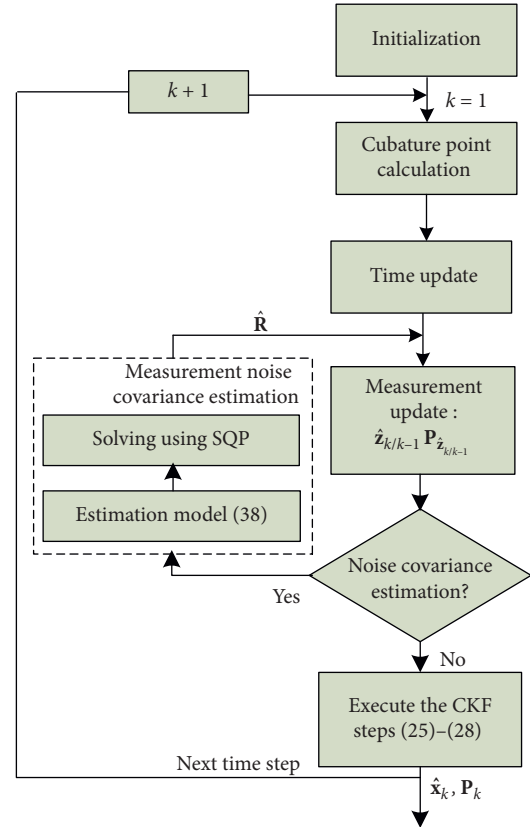 Initialization
k + 1
k = 1
Cubature point
calculation
Time update
R̂
Measurement noise
covariance estimation
Solving using SQP
Estimation model (38)
Measurement
update :
ẑk/k–1 Pẑk/k–1
Noise covariance
estimation?
Yes
No
Execute the CKF
steps (25)–(28)
Next time step
x̂k, Pk